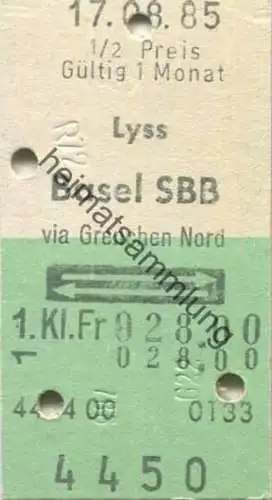 17.08.85
1/2 Preis
Gültig 1 Monat
Lyss
Basel SBB
via Grenchen Nord
1. Kl. Fr 028.00
1 028.00
0133
4450
heimatsammlung